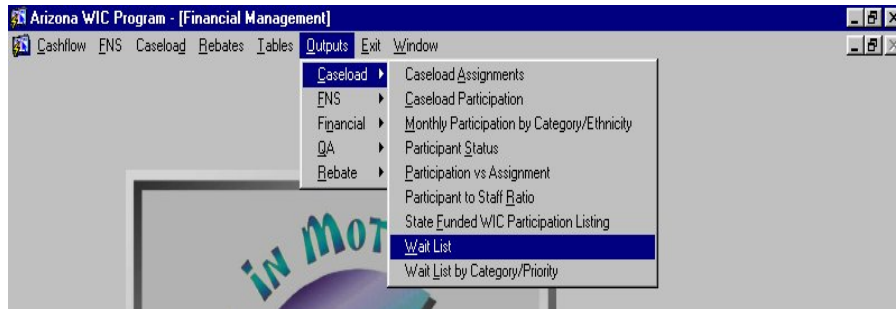 Arizona WIC Program - [Financial Management]
Cashflow FNS Caseload Rebates Tables Outputs Exit Window
Caseload
FNS
Financial
QA
Rebate
Caseload Assignments
Caseload Participation
Monthly Participation by Category/Ethnicity
Participant Status
Participation vs Assignment
Participant to Staff Ratio
State Funded WIC Participation Listing
Wait List
Wait List by Category/Priority
in MOT